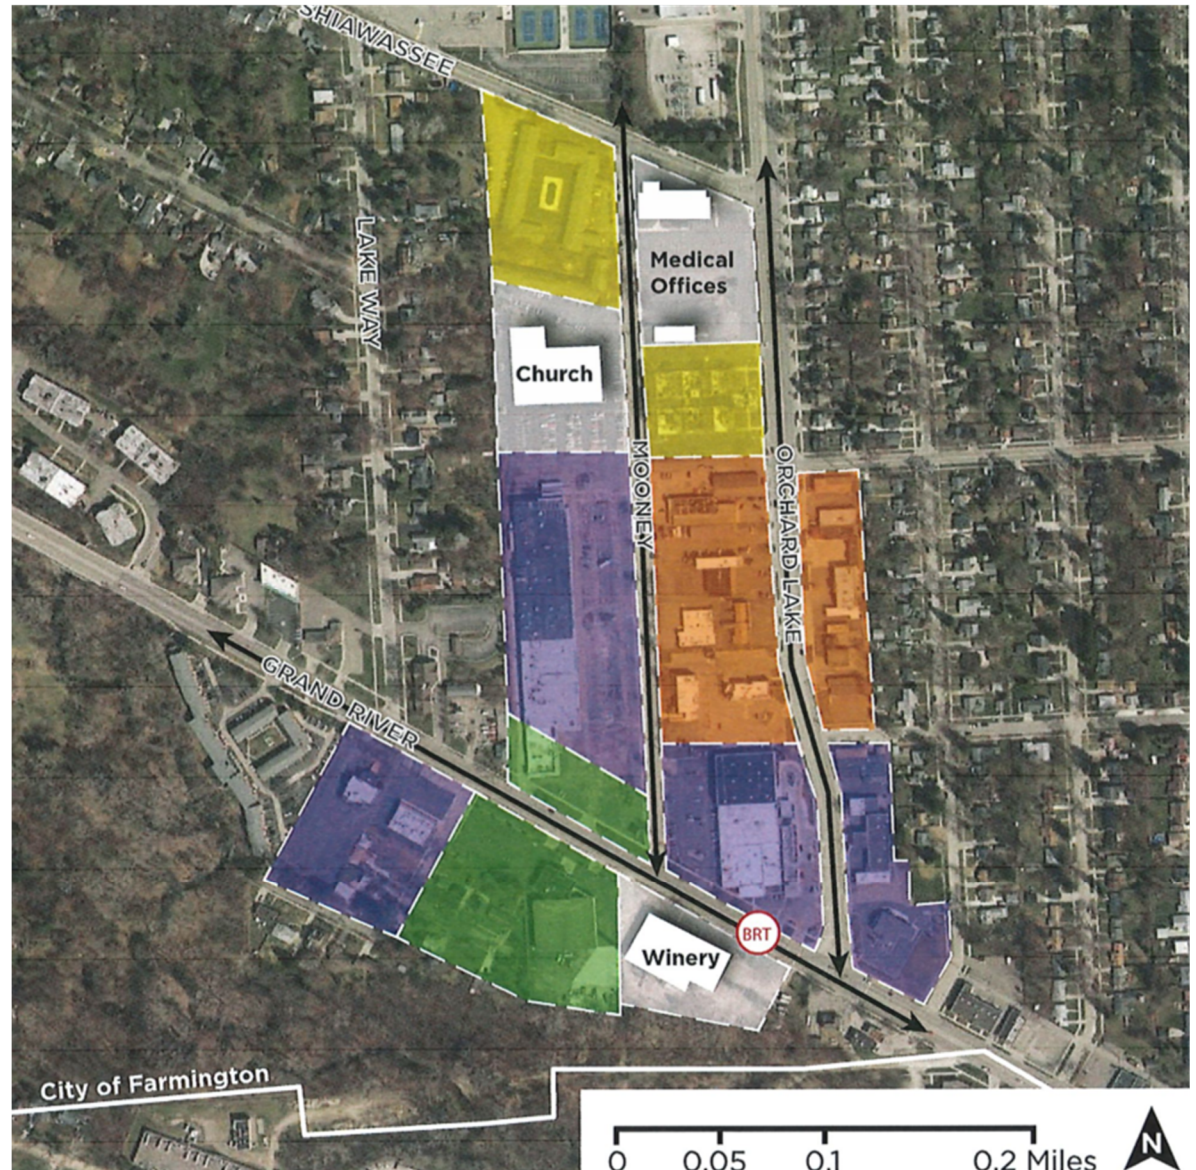 SHIAWASSEE
LAKE WAY
Medical
Offices
Church
MOONEY
ORCHARD LAKE
GRAND RIVER
BRT
Winery
City of Farmington
N
0 0.05 0.1 0.2 Miles